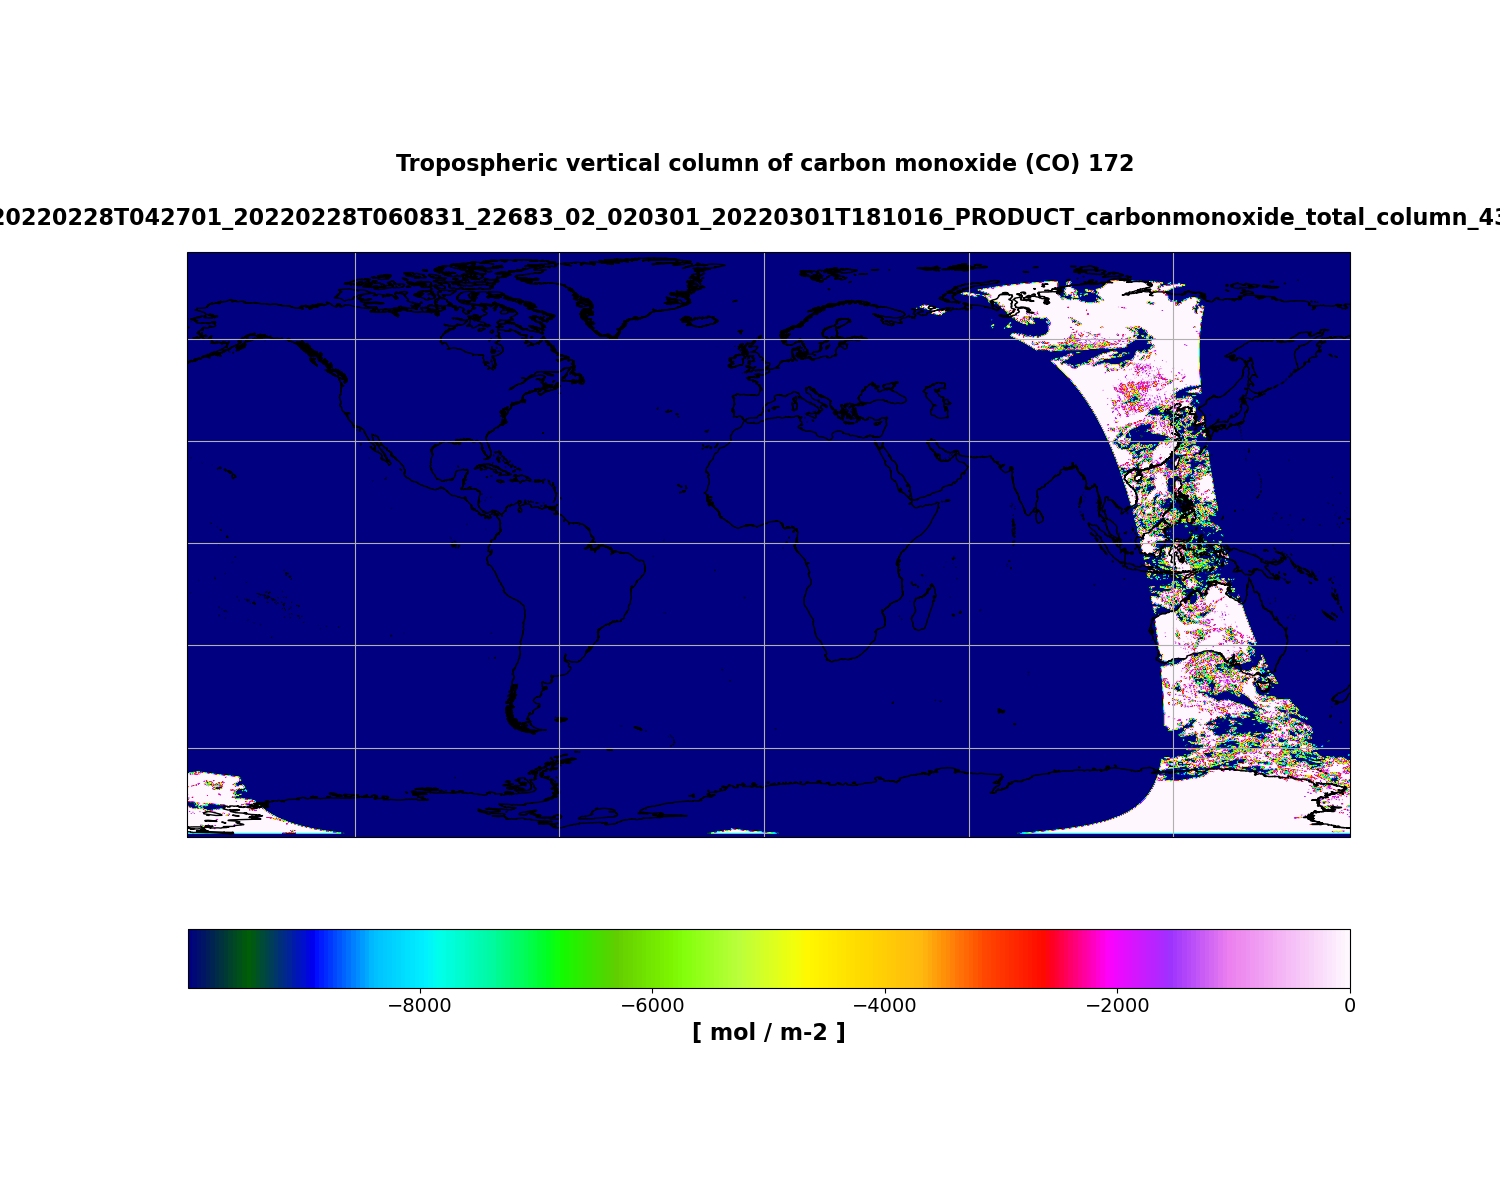 Tropospheric vertical column of carbon monoxide (CO) 172
20220228T042701_20220228T060831_22683_02_020301_20220301T181016_PRODUCT_carbonmonoxide_total_column_43
−8000 −6000 −4000 −2000 0
[ mol / m-2 ]